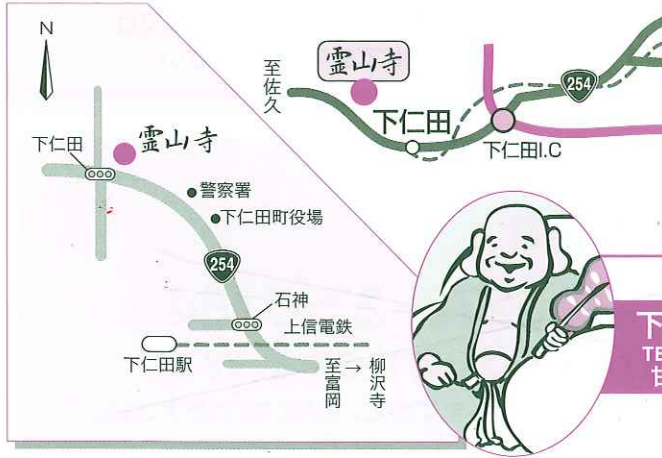 N
下仁田
霊山寺
警察署
下仁田町役場
254
石神
上信電鉄
下仁田駅
至富岡
→
柳沢寺
至佐久
霊山寺
下仁田
254
下仁田I.C
下
TE
甘